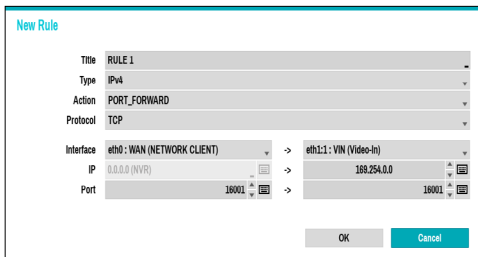 New Rule
Title RULE 1
Type IPv4
Action PORT_FORWARD
Protocol TCP
Interface eth0 : WAN (NETWORK CLIENT) -> eth1:1 : VIN (Video-In)
IP 0.0.0.0 (NVR) -> 169.254.0.0
Port 16001 -> 16001
OK Cancel